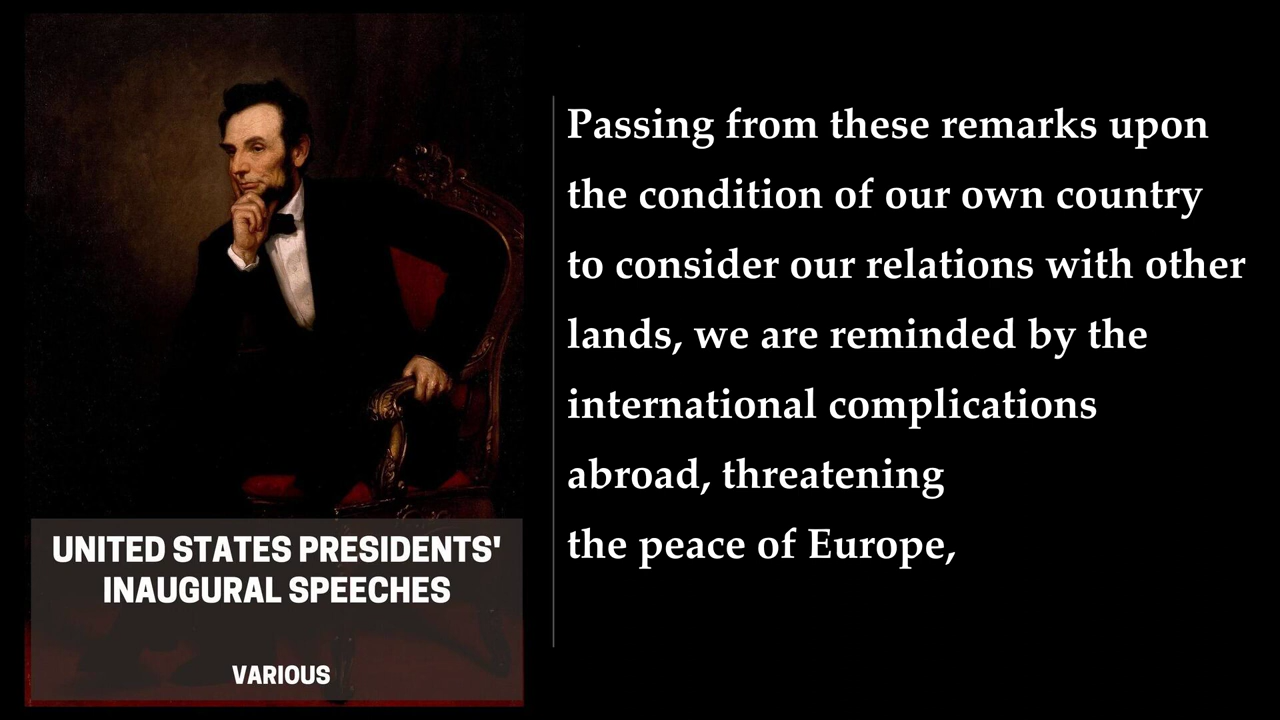 Passing from these remarks upon
the condition of our own country
to consider our relations with other
lands, we are reminded by the
international complications
abroad, threatening
the peace of Europe,
UNITED STATES PRESIDENTS'
INAUGURAL SPEECHES
VARIOUS